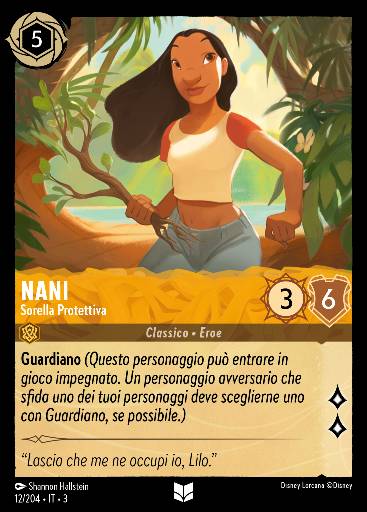 5
NANI
Sorella Protettiva
3
6
Classico • Eroe
Guardiano (Questo personaggio può entrare in
gioco impegnato. Un personaggio avversario che
sfida uno dei tuoi personaggi deve sceglierne uno
con Guardiano, se possibile.)
“Lascio che me ne occupi io, Lilo.”
Shannon Hallstein
Disney Lorcana ©Disney
12/204 • IT • 3